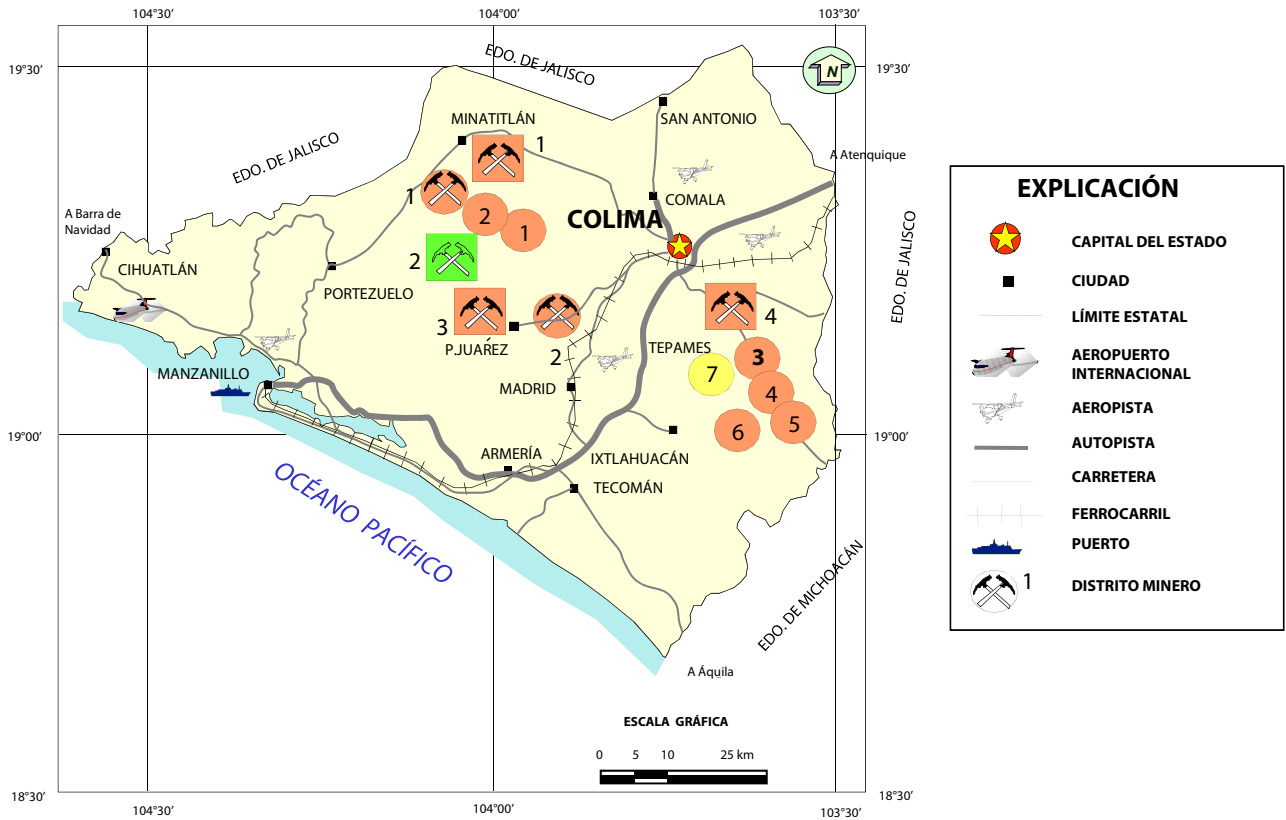 104°30’
104°00’
103°30’
19°30’
19°30’
EDO. DE JALISCO
EDO. DE JALISCO
N
MINATITLÁN
1
SAN ANTONIO
A Atenquique
1
2
1
COLIMA
COMALA
A Barra de
Navidad
EDO. DE JALISCO
CIHUATLÁN
2
PORTEZUELO
3
4
P.JUAŔEZ
2
TEPAMES
3
7
4
MANZANILLO
MADRID
5
6
19°00’
19°00’
ARMERÍA
IXTLAHUACÁN
TECOMÁN
OCÉANO PACÍFICO
EDO. DE MICHOACÁN
A Áquila
ESCALA GRÁFICA
0 5 10 25 km
18°30’
18°30’
104°30’
104°00’
103°30’
EXPLICACIÓN
CAPITAL DEL ESTADO
CIUDAD
LÍMITE ESTATAL
AEROPUERTO
INTERNACIONAL
AEROPISTA
AUTOPISTA
CARRETERA
FERROCARRIL
PUERTO
1
DISTRITO MINERO